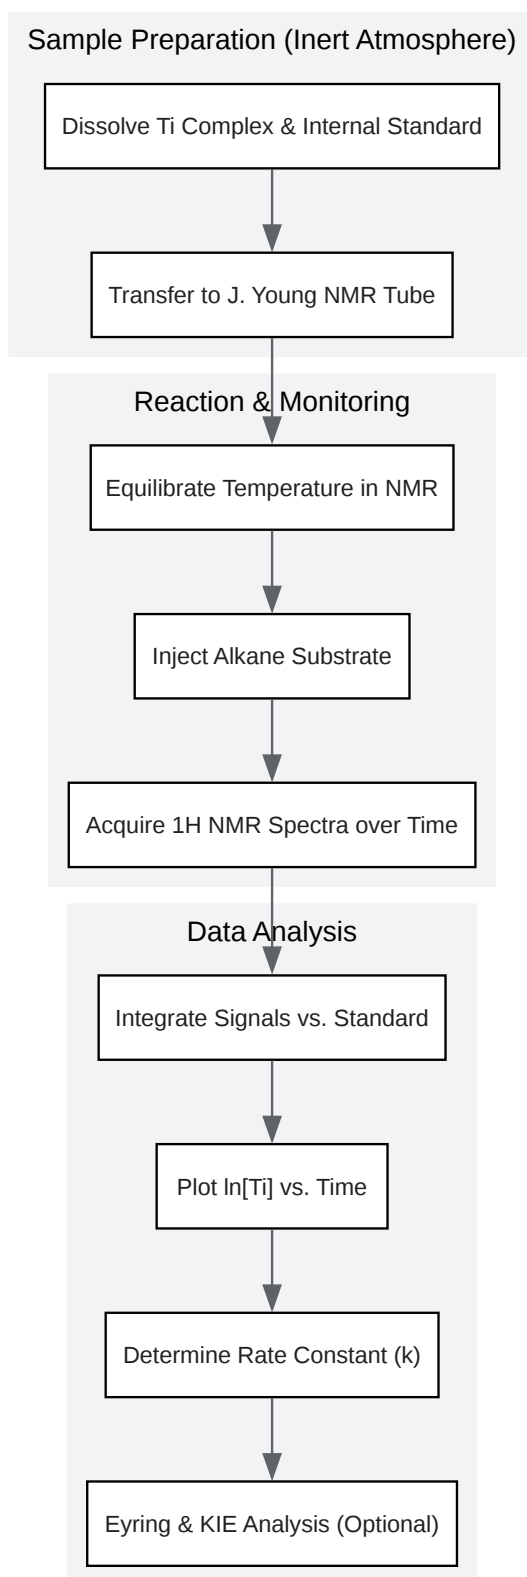 Sample Preparation (Inert Atmosphere)
Dissolve Ti Complex & Internal Standard
Transfer to J. Young NMR Tube
Reaction & Monitoring
Equilibrate Temperature in NMR
Inject Alkane Substrate
Acquire 1H NMR Spectra over Time
Data Analysis
Integrate Signals vs. Standard
Plot ln[Ti] vs. Time
Determine Rate Constant (k)
Eyring & KIE Analysis (Optional)